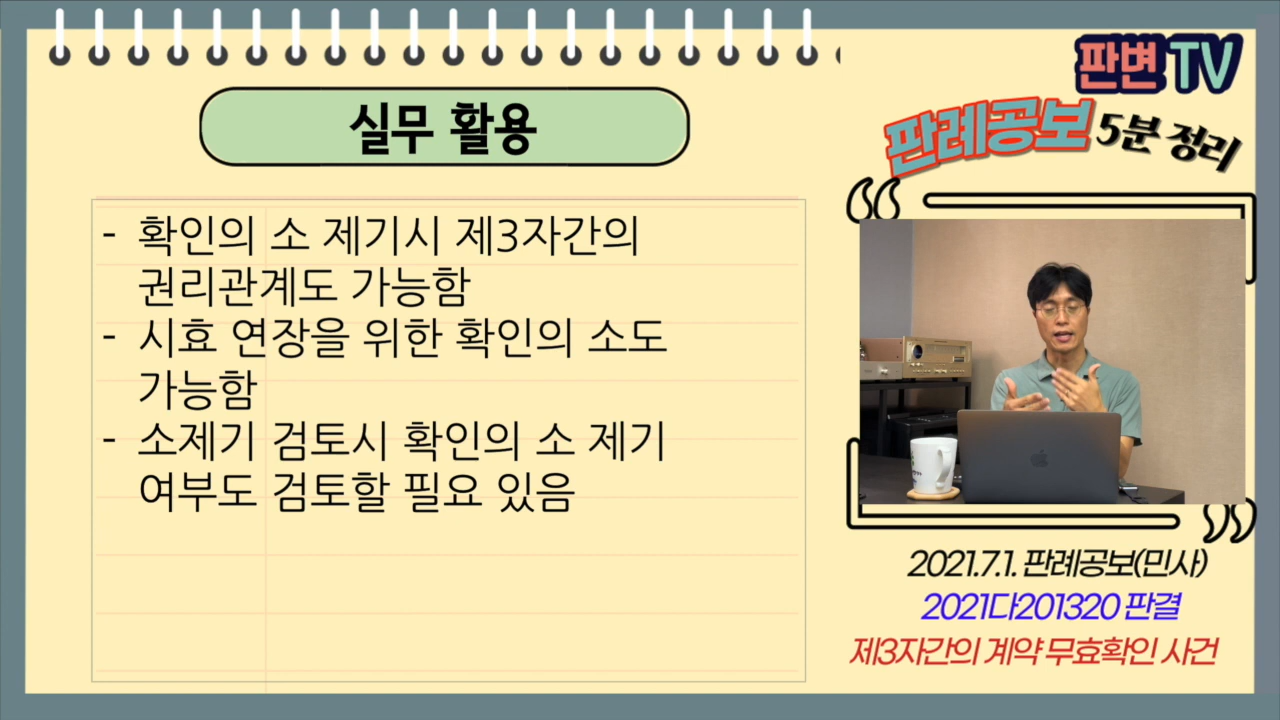 판변 TV
판례공보 5분 정리
실무 활용
- 확인의 소 제기시 제3자간의
권리관계도 가능함
- 시효 연장을 위한 확인의 소도
가능함
- 소제기 검토시 확인의 소 제기
여부도 검토할 필요 있음
2021.7.1. 판례공보(민사)
2021다201320 판결
제3자간의 계약 무효확인 사건